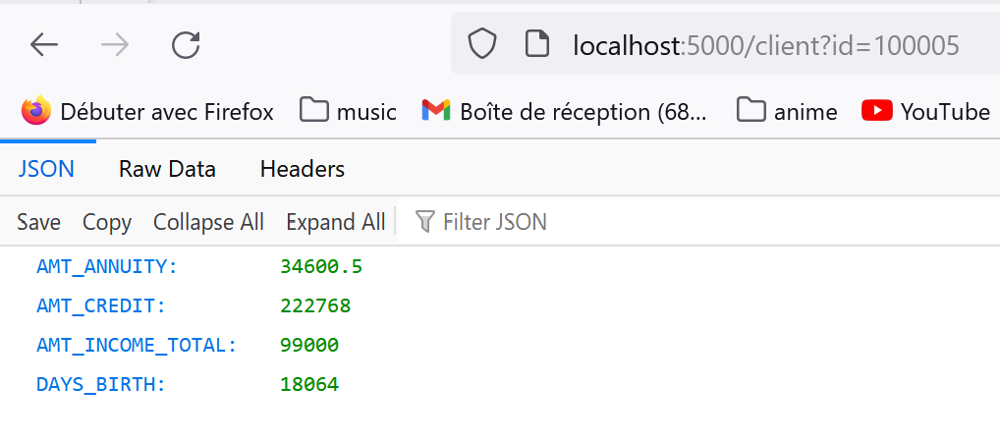 localhost:5000/client?id=100005
Débuter avec Firefox music Boîte de réception (68... anime YouTube
JSON Raw Data Headers
Save Copy Collapse All Expand All Filter JSON
AMT_ANNUITY: 34600.5
AMT_CREDIT: 222768
AMT_INCOME_TOTAL: 99000
DAYS_BIRTH: 18064